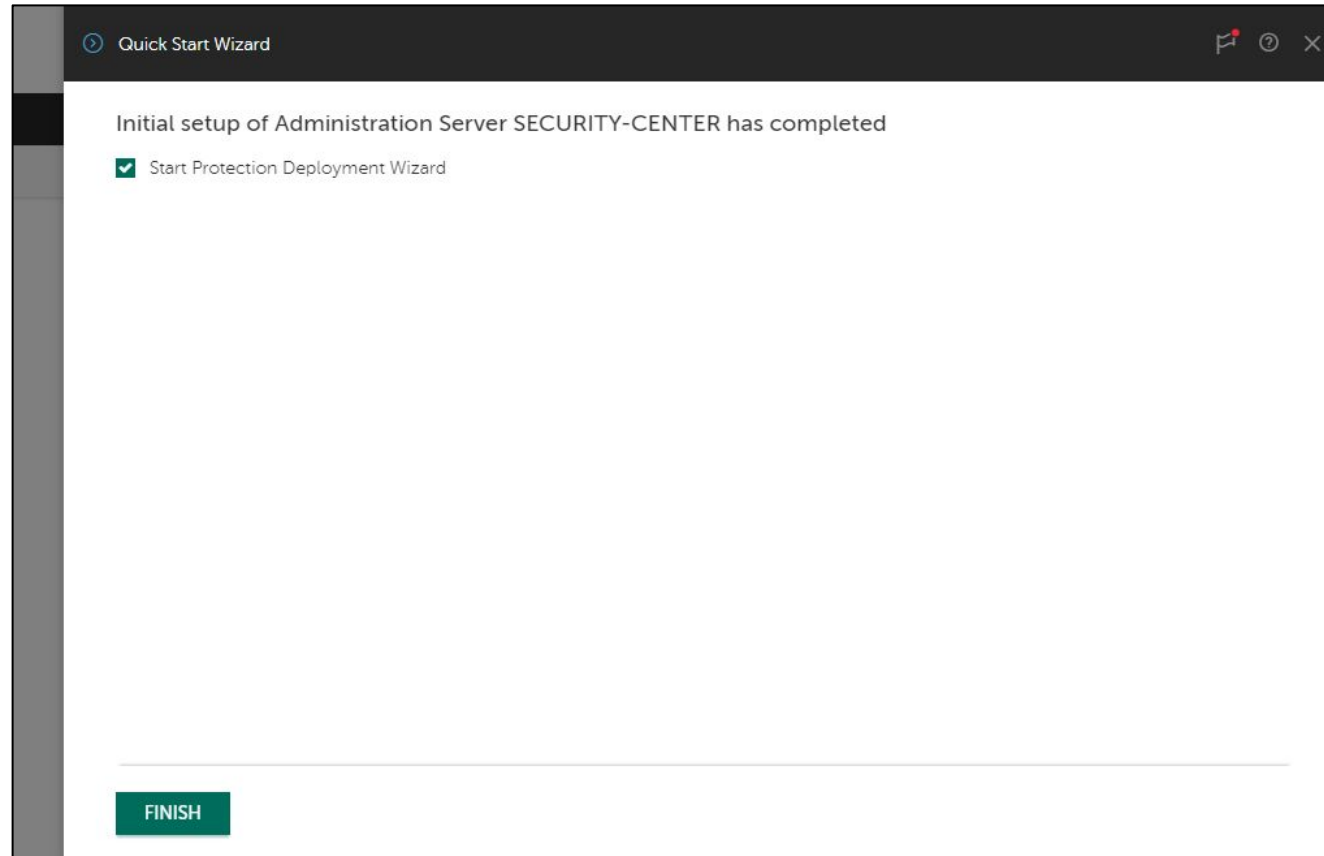 Quick Start Wizard
Initial setup of Administration Server SECURITY-CENTER has completed
Start Protection Deployment Wizard
FINISH